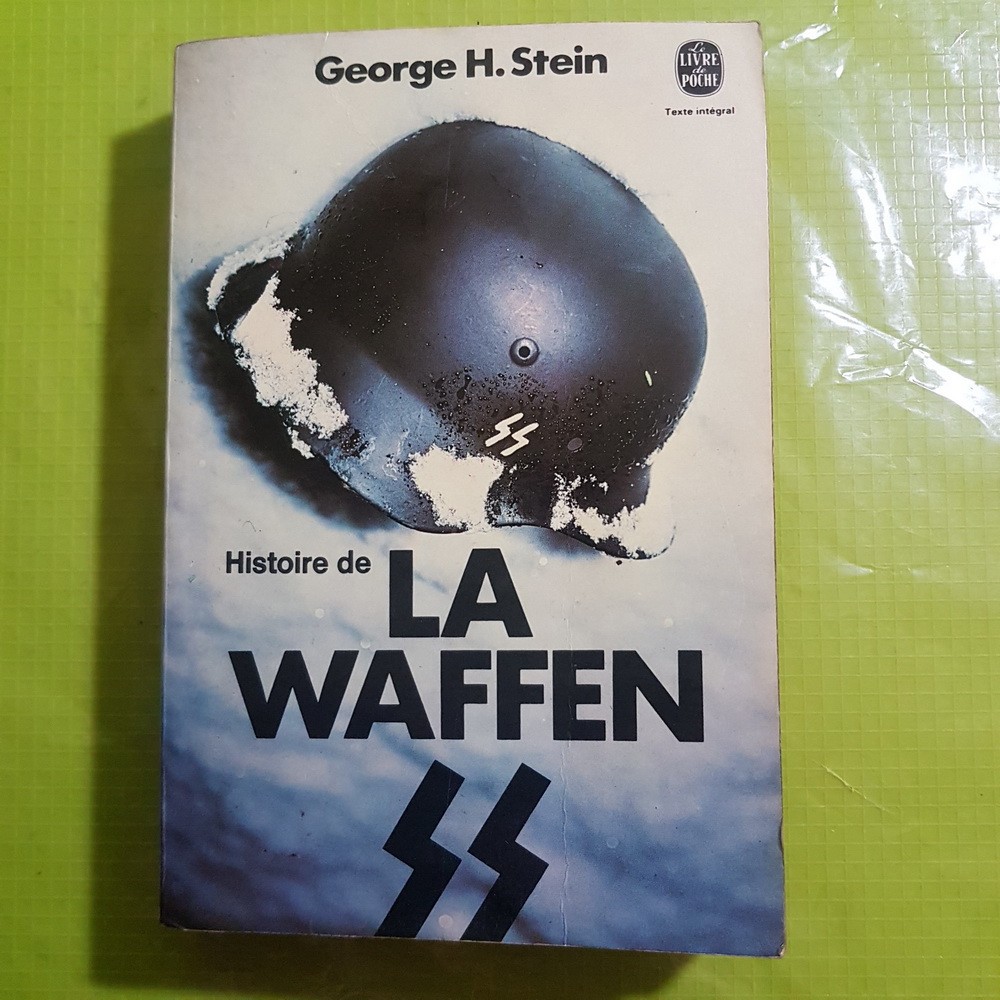 George H. Stein
Le
LIVRE
de
POCHE
Texte intégral
SS
Histoire de LA
WAFFEN
SS